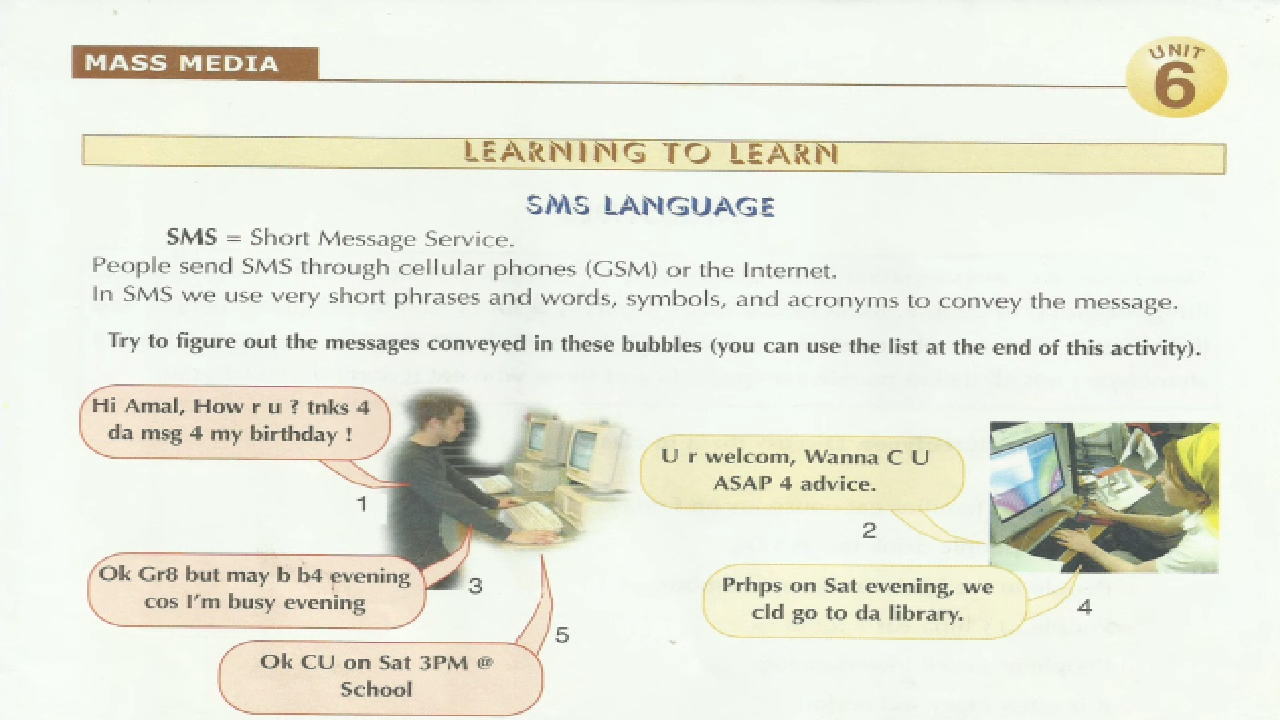 MASS MEDIA
UNIT
6
LEARNING TO LEARN
SMS LANGUAGE
SMS = Short Message Service.
People send SMS through cellular phones (GSM) or the Internet.
In SMS we use very short phrases and words, symbols, and acronyms to convey the message.
Try to figure out the messages conveyed in these bubbles (you can use the list at the end of this activity).
Hi Amal, How r u ? tnks 4
da msg 4 my birthday !
1
U r welcom, Wanna C U
ASAP 4 advice.
2
Ok Gr8 but may b b4 evening
cos I'm busy evening
3
Prhps on Sat evening, we
cld go to da library.
4
Ok CU on Sat 3PM @
School
5